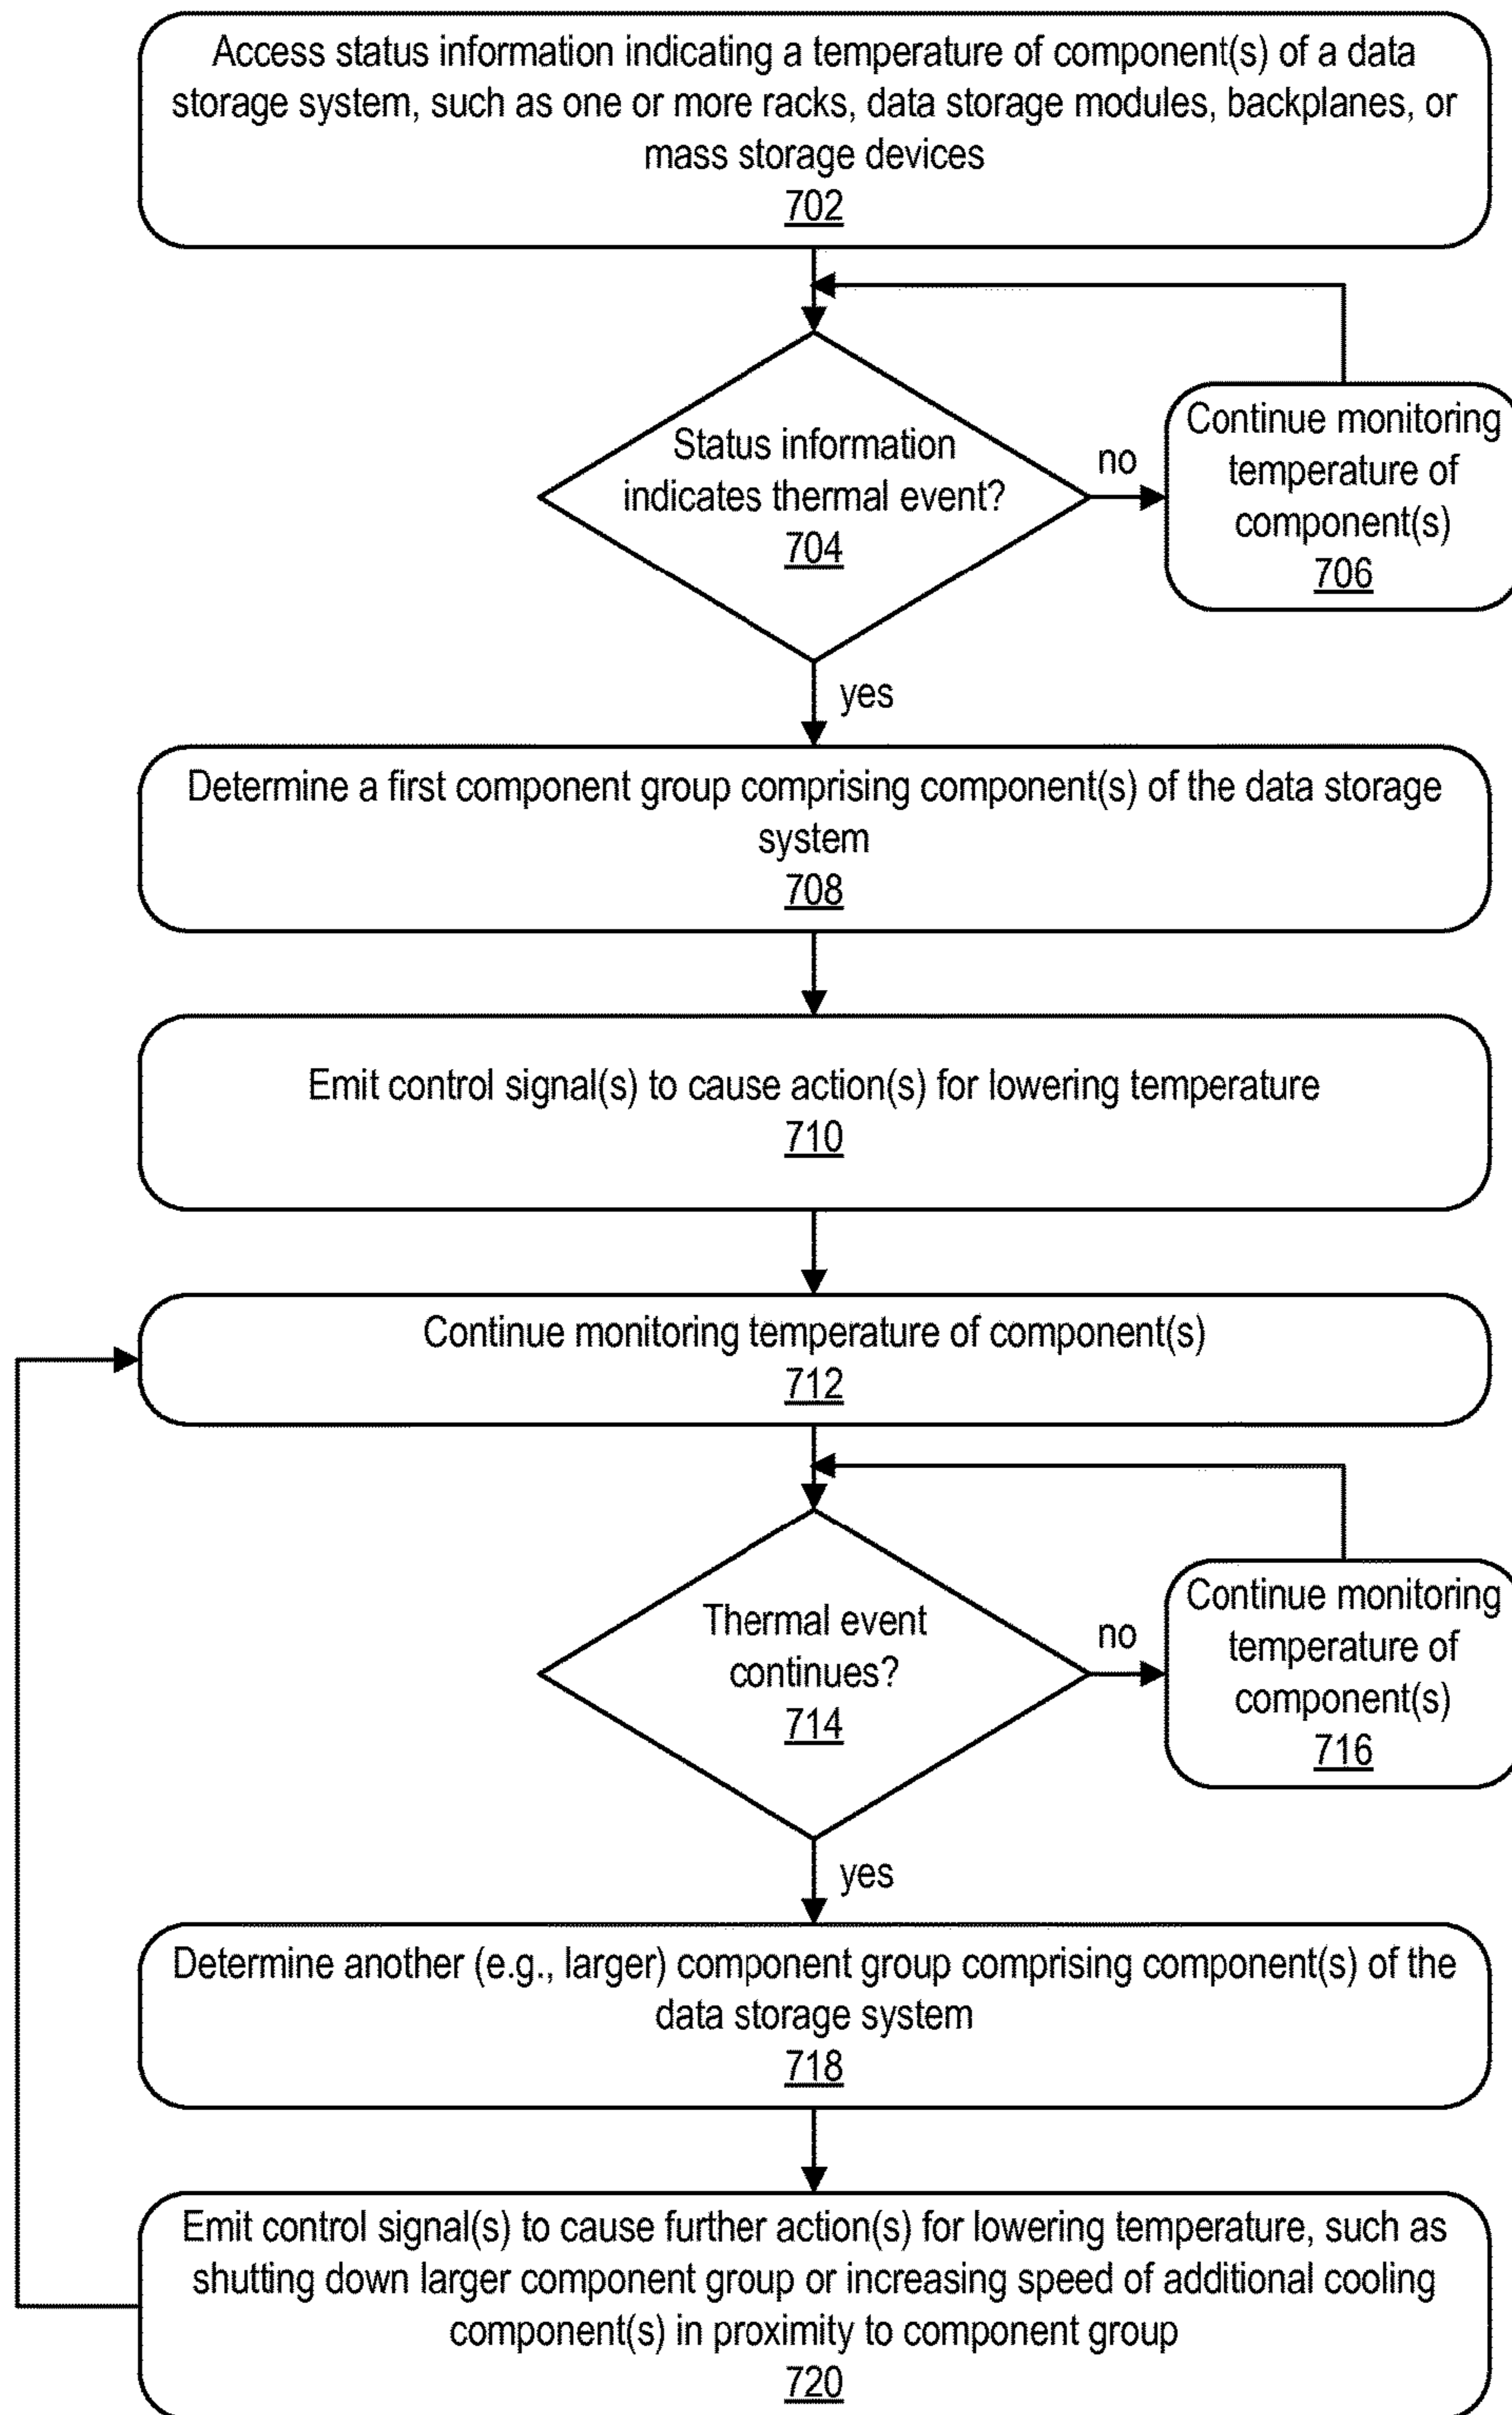 Access status information indicating a temperature of component(s) of a data
storage system, such as one or more racks, data storage modules, backplanes, or
mass storage devices
702
Status information
indicates thermal event?
704
no
Continue monitoring
temperature of
component(s)
706
yes
Determine a first component group comprising component(s) of the data storage
system
708
Emit control signal(s) to cause action(s) for lowering temperature
710
Continue monitoring temperature of component(s)
712
Thermal event
continues?
714
no
Continue monitoring
temperature of
component(s)
716
yes
Determine another (e.g., larger) component group comprising component(s) of the
data storage system
718
Emit control signal(s) to cause further action(s) for lowering temperature, such as
shutting down larger component group or increasing speed of additional cooling
component(s) in proximity to component group
720